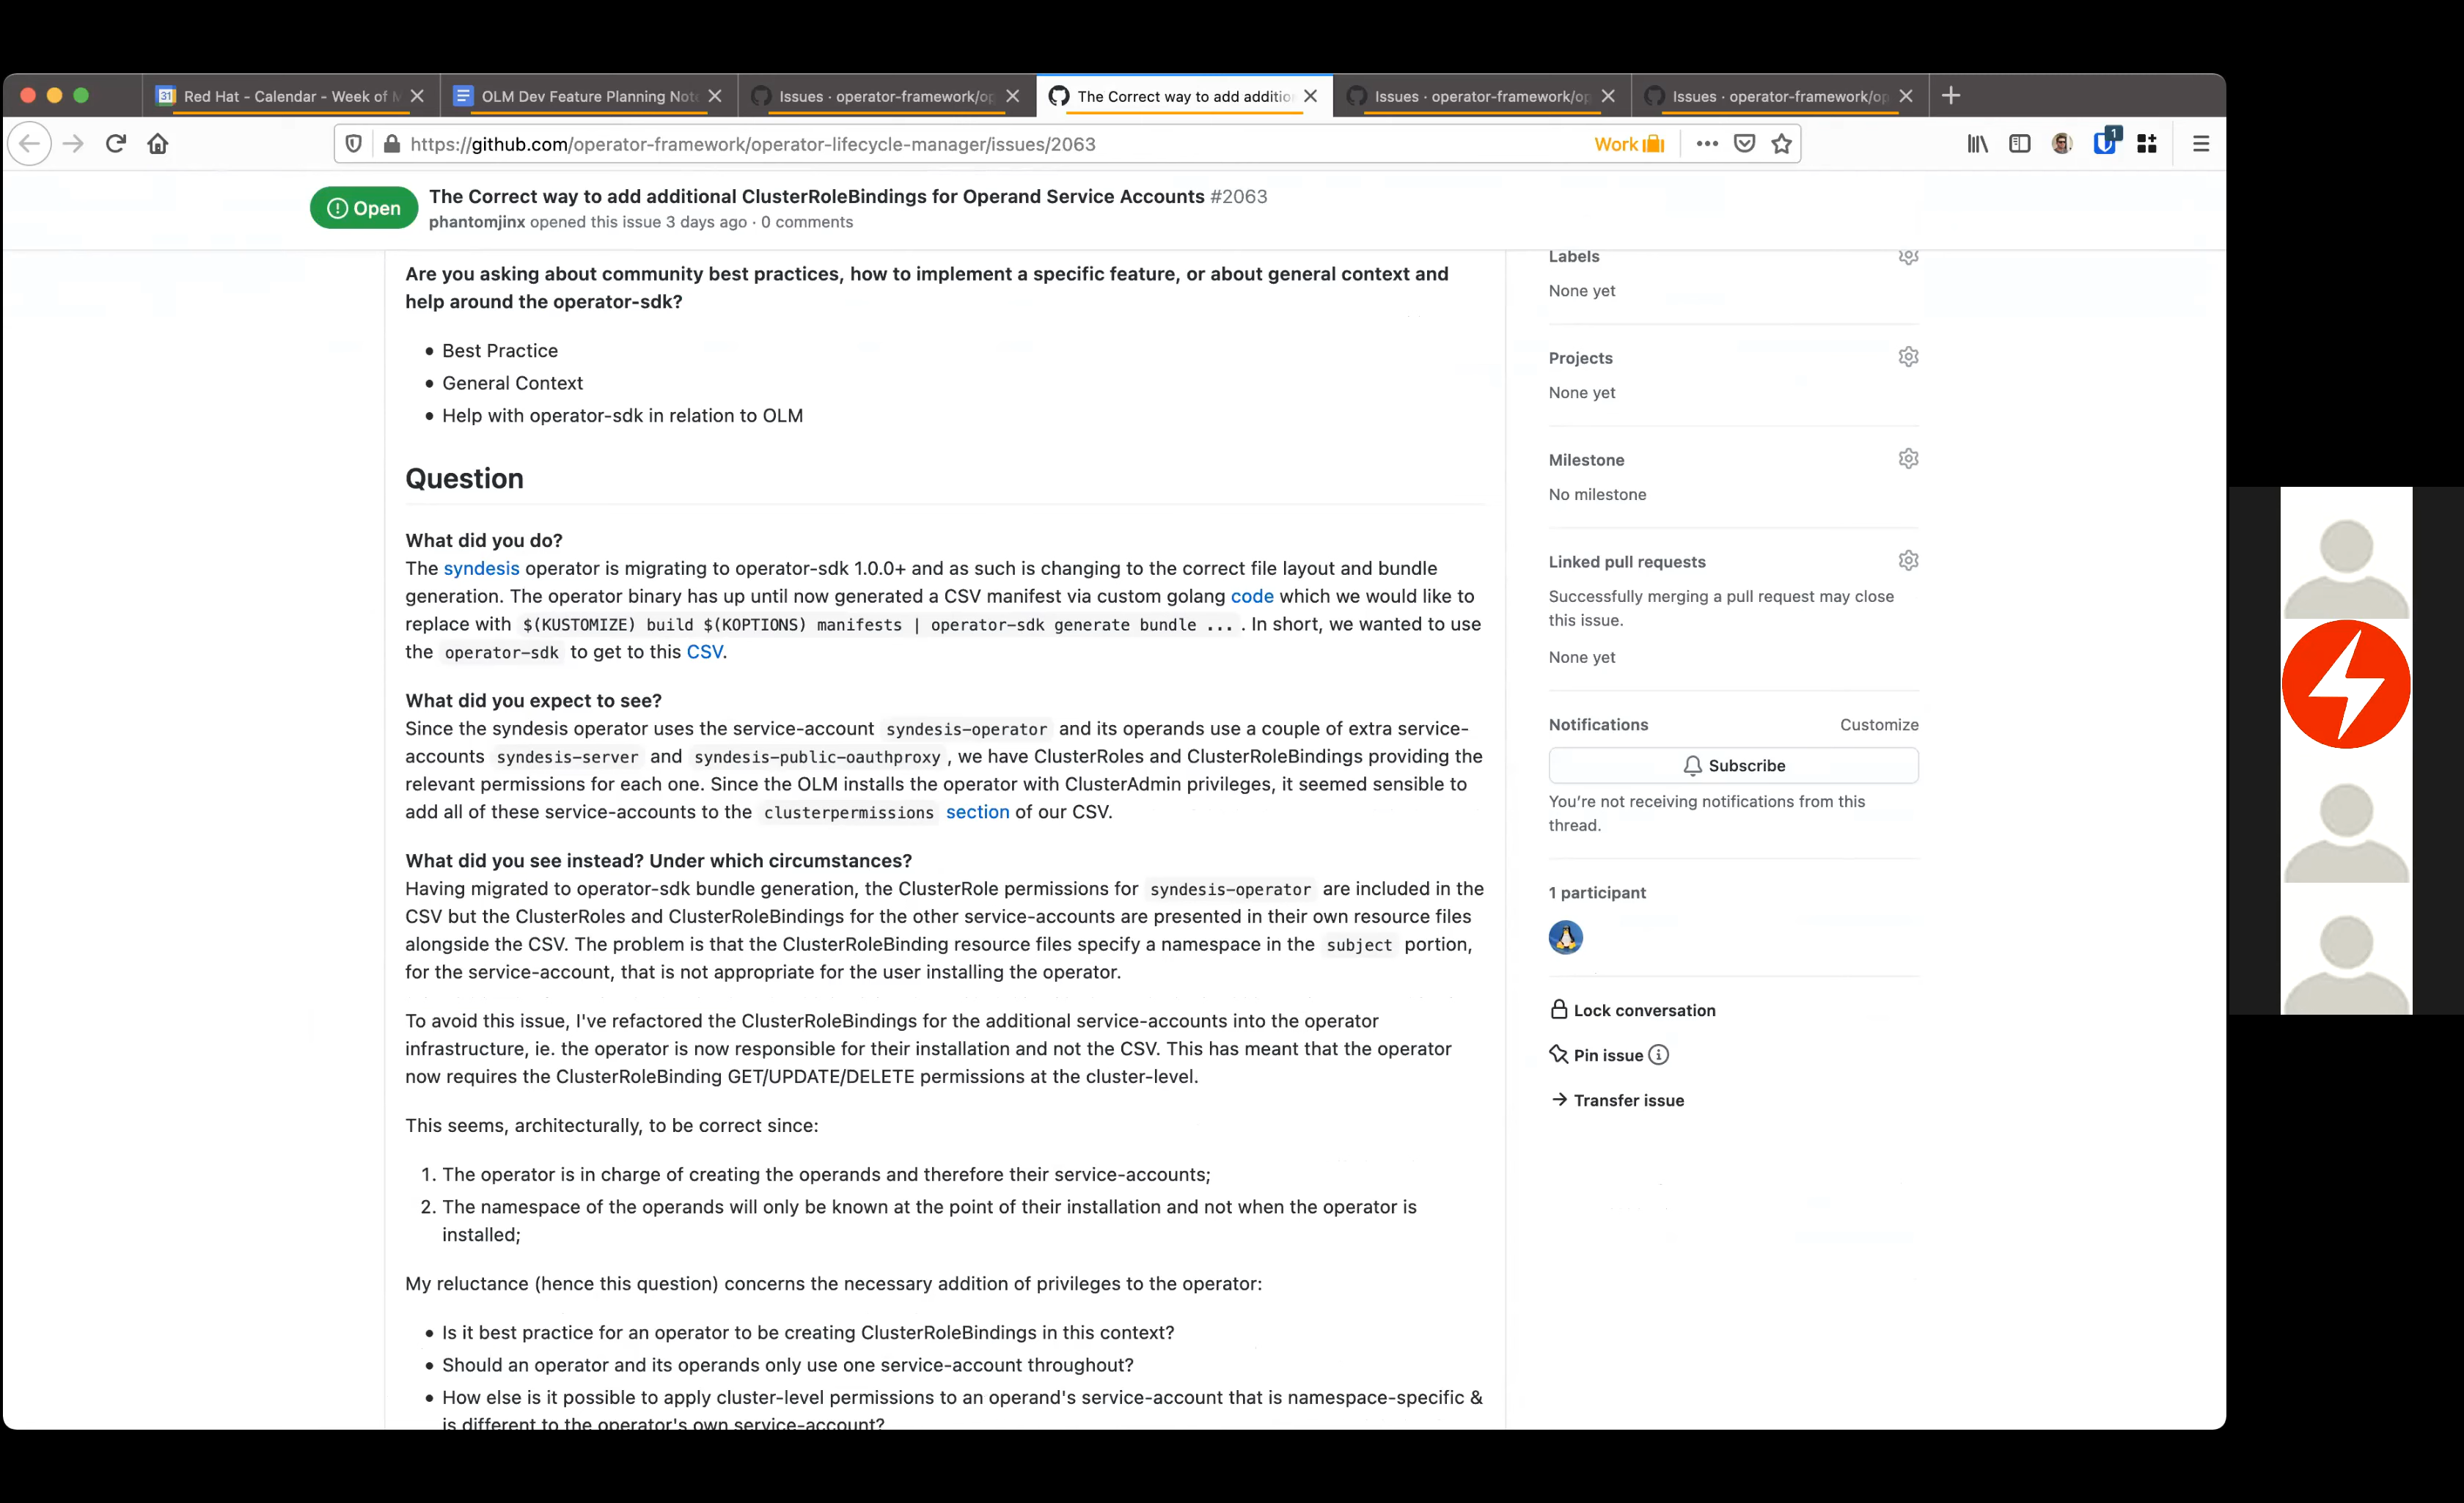 Red Hat - Calendar - Week of M
OLM Dev Feature Planning Note
Issues · operator-framework/op
The Correct way to add additio
Issues · operator-framework/op
Issues · operator-framework/op
https://github.com/operator-framework/operator-lifecycle-manager/issues/2063
Work
1
Open
The Correct way to add additional ClusterRoleBindings for Operand Service Accounts #2063
phantomjinx opened this issue 3 days ago · 0 comments
Are you asking about community best practices, how to implement a specific feature, or about general context and
help around the operator-sdk?
• Best Practice
• General Context
• Help with operator-sdk in relation to OLM
Question
What did you do?
The syndesis operator is migrating to operator-sdk 1.0.0+ and as such is changing to the correct file layout and bundle
generation. The operator binary has up until now generated a CSV manifest via custom golang code which we would like to
replace with $(KUSTOMIZE) build $(KOPTIONS) manifests | operator-sdk generate bundle ... . In short, we wanted to use
the operator-sdk to get to this CSV.
What did you expect to see?
Since the syndesis operator uses the service-account syndesis-operator and its operands use a couple of extra service-
accounts syndesis-server and syndesis-public-oauthproxy , we have ClusterRoles and ClusterRoleBindings providing the
relevant permissions for each one. Since the OLM installs the operator with ClusterAdmin privileges, it seemed sensible to
add all of these service-accounts to the clusterpermissions section of our CSV.
What did you see instead? Under which circumstances?
Having migrated to operator-sdk bundle generation, the ClusterRole permissions for syndesis-operator are included in the
CSV but the ClusterRoles and ClusterRoleBindings for the other service-accounts are presented in their own resource files
alongside the CSV. The problem is that the ClusterRoleBinding resource files specify a namespace in the subject portion,
for the service-account, that is not appropriate for the user installing the operator.
To avoid this issue, I've refactored the ClusterRoleBindings for the additional service-accounts into the operator
infrastructure, ie. the operator is now responsible for their installation and not the CSV. This has meant that the operator
now requires the ClusterRoleBinding GET/UPDATE/DELETE permissions at the cluster-level.
This seems, architecturally, to be correct since:
1. The operator is in charge of creating the operands and therefore their service-accounts;
2. The namespace of the operands will only be known at the point of their installation and not when the operator is
installed;
My reluctance (hence this question) concerns the necessary addition of privileges to the operator:
• Is it best practice for an operator to be creating ClusterRoleBindings in this context?
• Should an operator and its operands only use one service-account throughout?
• How else is it possible to apply cluster-level permissions to an operand's service-account that is namespace-specific &
is different to the operator's own service-account?
Labels
None yet
Projects
None yet
Milestone
No milestone
Linked pull requests
Successfully merging a pull request may close
this issue.
None yet
Notifications
Customize
Subscribe
You're not receiving notifications from this
thread.
1 participant
Lock conversation
Pin issue
Transfer issue